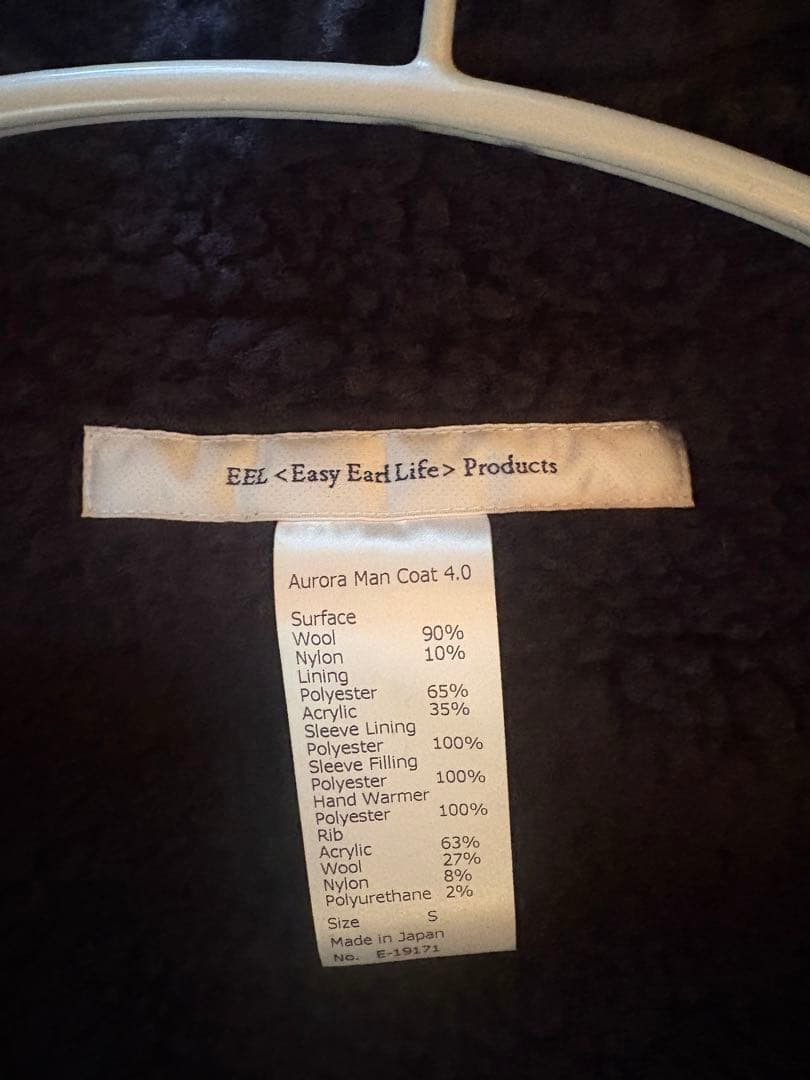 EEL <Easy Earl Life> Products
Aurora Man Coat 4.0
Surface
Wool 90%
Nylon 10%
Lining
Polyester 65%
Acrylic 35%
Sleeve Lining
Polyester 100%
Sleeve Filling
Polyester 100%
Hand Warmer
Polyester 100%
Rib
Acrylic 63%
Wool 27%
Nylon 8%
Polyurethane 2%
Size S
Made in Japan
No. E-19171